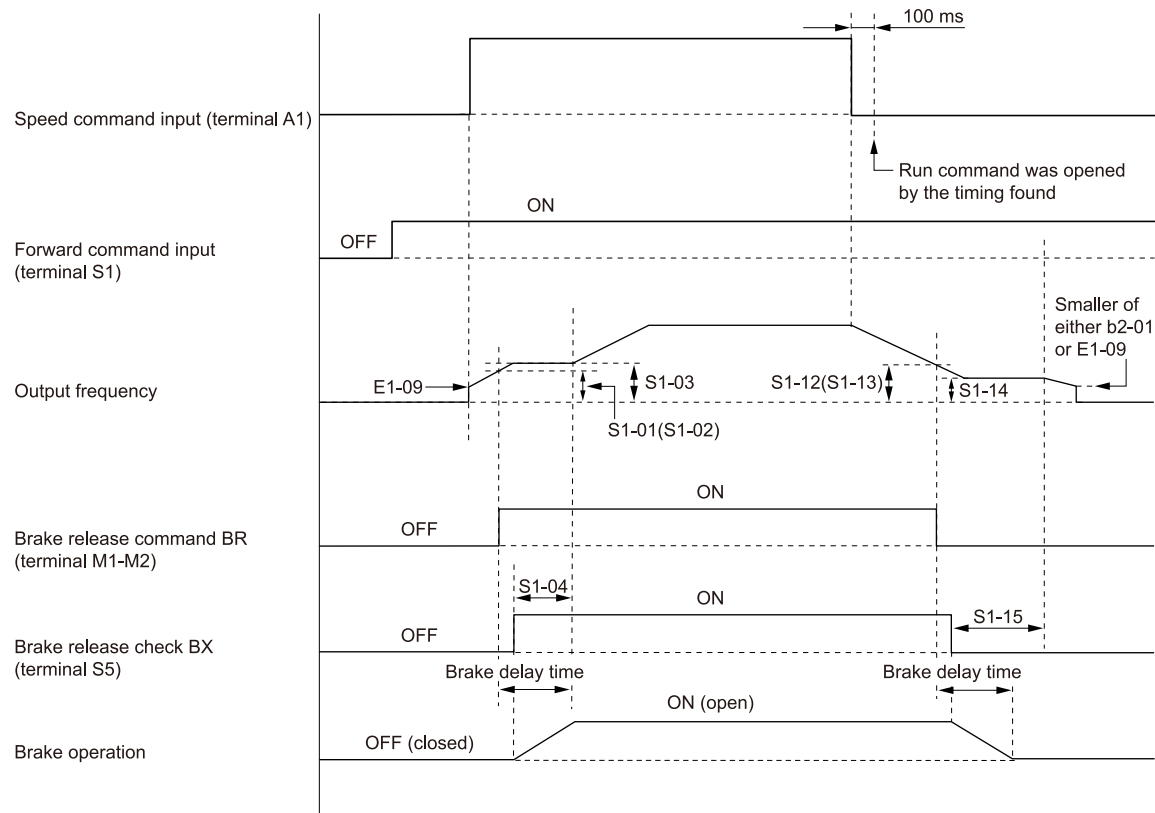 100 ms
Speed command input (terminal A1)
Run command was opened
by the timing found
ON
OFF
Forward command input
(terminal S1)
Smaller of
either b2-01
or E1-09
E1-09
S1-03
S1-12(S1-13)
S1-14
Output frequency
S1-01(S1-02)
ON
OFF
Brake release command BR
(terminal M1-M2)
S1-04
ON
S1-15
OFF
Brake release check BX
(terminal S5)
Brake delay time
Brake delay time
ON (open)
OFF (closed)
Brake operation